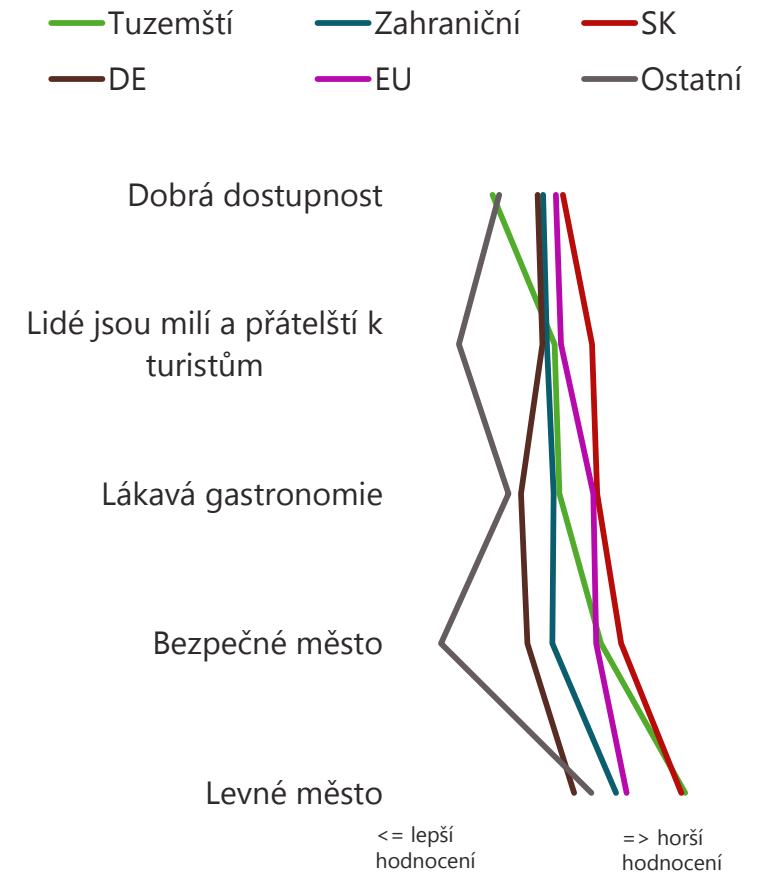 Tuzemští Zahraniční SK
DE EU Ostatní
Dobrá dostupnost
Lidé jsou milí a přátelští k
turistům
Lákavá gastronomie
Bezpečné město
Levné město
<= lepší
hodnocení
=> horší
hodnocení